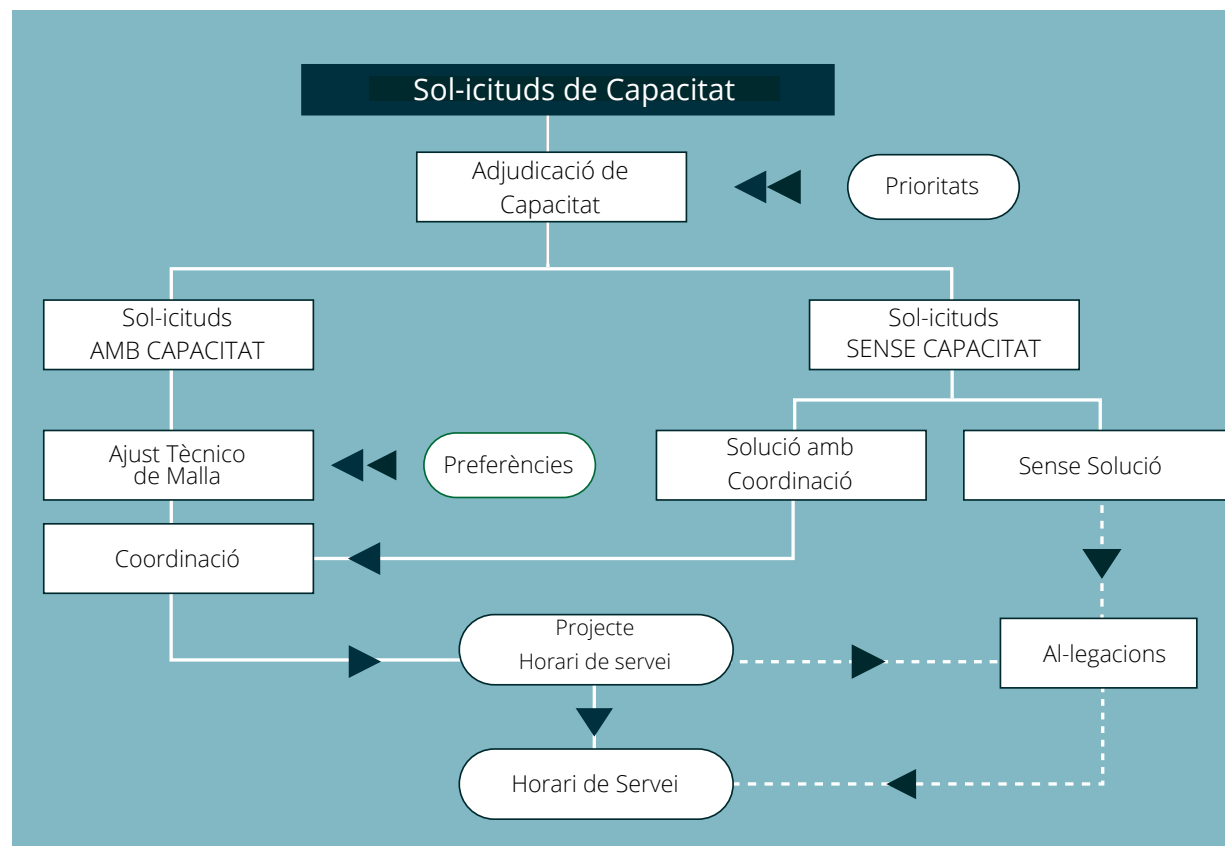 Sol-icituds de Capacitat
Adjudicació de
Capacitat
Prioritats
Sol-icituds
AMB CAPACITAT
Sol-icituds
SENSE CAPACITAT
Ajust Tècnico
de Malla
Preferències
Solució amb
Coordinació
Sense Solució
Coordinació
Projecte
Horari de servei
Al-legacions
Horari de Servei